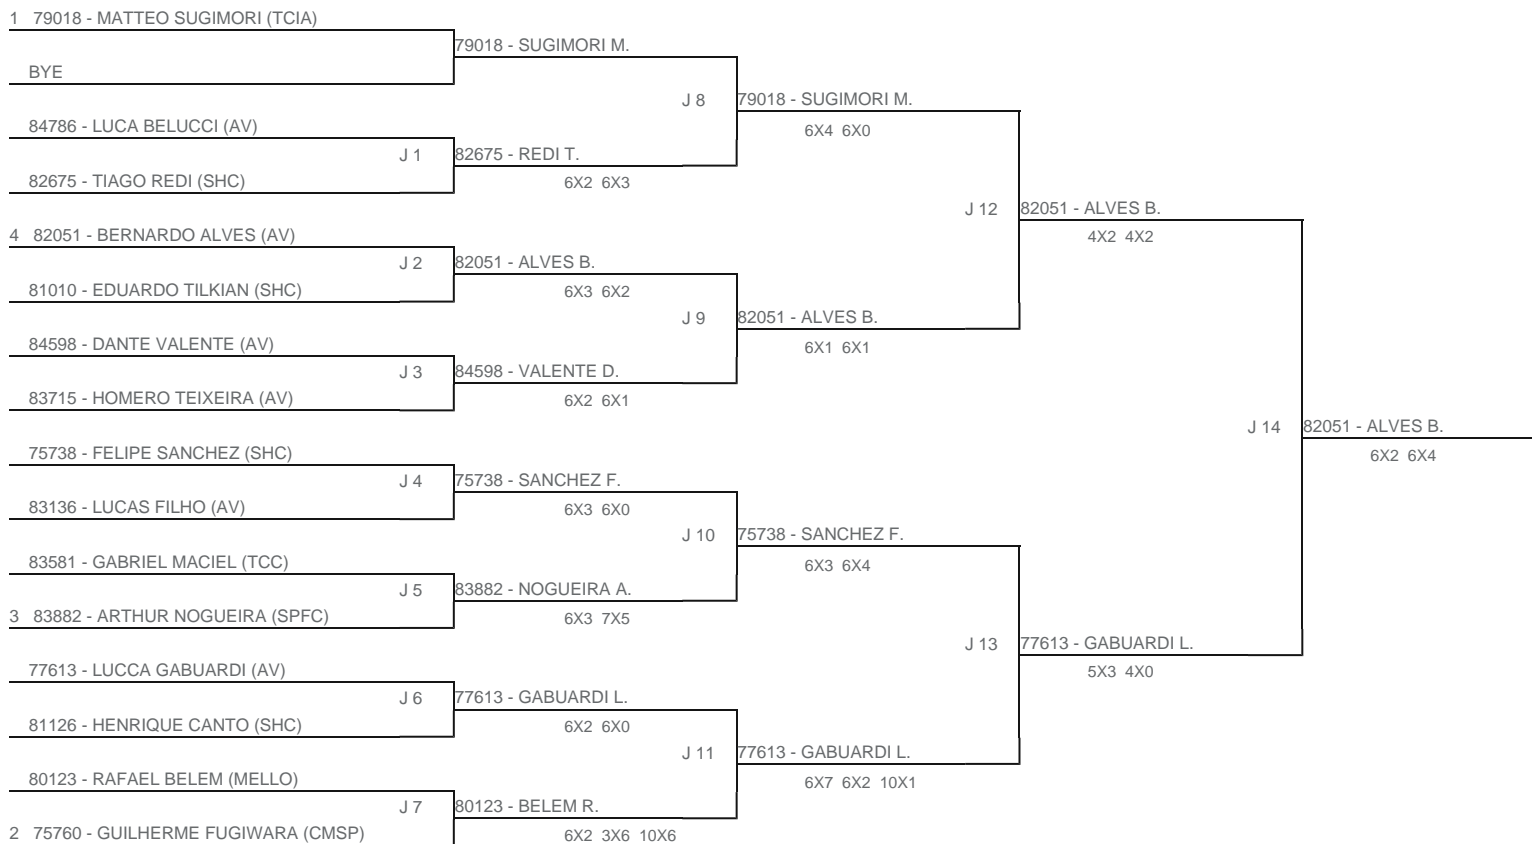 1 79018 - MATTEO SUGIMORI (TCIA)
79018 - SUGIMORI M.
BYE
J 8 79018 - SUGIMORI M.
6X4 6X0
84786 - LUCA BELUCCI (AV)
J 1 82675 - REDI T.
82675 - TIAGO REDI (SHC)
6X2 6X3
J 12 82051 - ALVES B.
4X2 4X2
4 82051 - BERNARDO ALVES (AV)
J 2 82051 - ALVES B.
81010 - EDUARDO TILKIAN (SHC)
6X3 6X2
J 9 82051 - ALVES B.
6X1 6X1
84598 - DANTE VALENTE (AV)
J 3 84598 - VALENTE D.
83715 - HOMERO TEIXEIRA (AV)
6X2 6X1
J 14 82051 - ALVES B.
6X2 6X4
75738 - FELIPE SANCHEZ (SHC)
J 4 75738 - SANCHEZ F.
83136 - LUCAS FILHO (AV)
6X3 6X0
J 10 75738 - SANCHEZ F.
6X3 6X4
83581 - GABRIEL MACIEL (TCC)
J 5 83882 - NOGUEIRA A.
3 83882 - ARTHUR NOGUEIRA (SPFC)
6X3 7X5
J 13 77613 - GABUARDI L.
5X3 4X0
77613 - LUCCA GABUARDI (AV)
J 6 77613 - GABUARDI L.
81126 - HENRIQUE CANTO (SHC)
6X2 6X0
J 11 77613 - GABUARDI L.
6X7 6X2 10X1
80123 - RAFAEL BELEM (MELLO)
J 7 80123 - BELEM R.
2 75760 - GUILHERME FUGIWARA (CMSP)
6X2 3X6 10X6